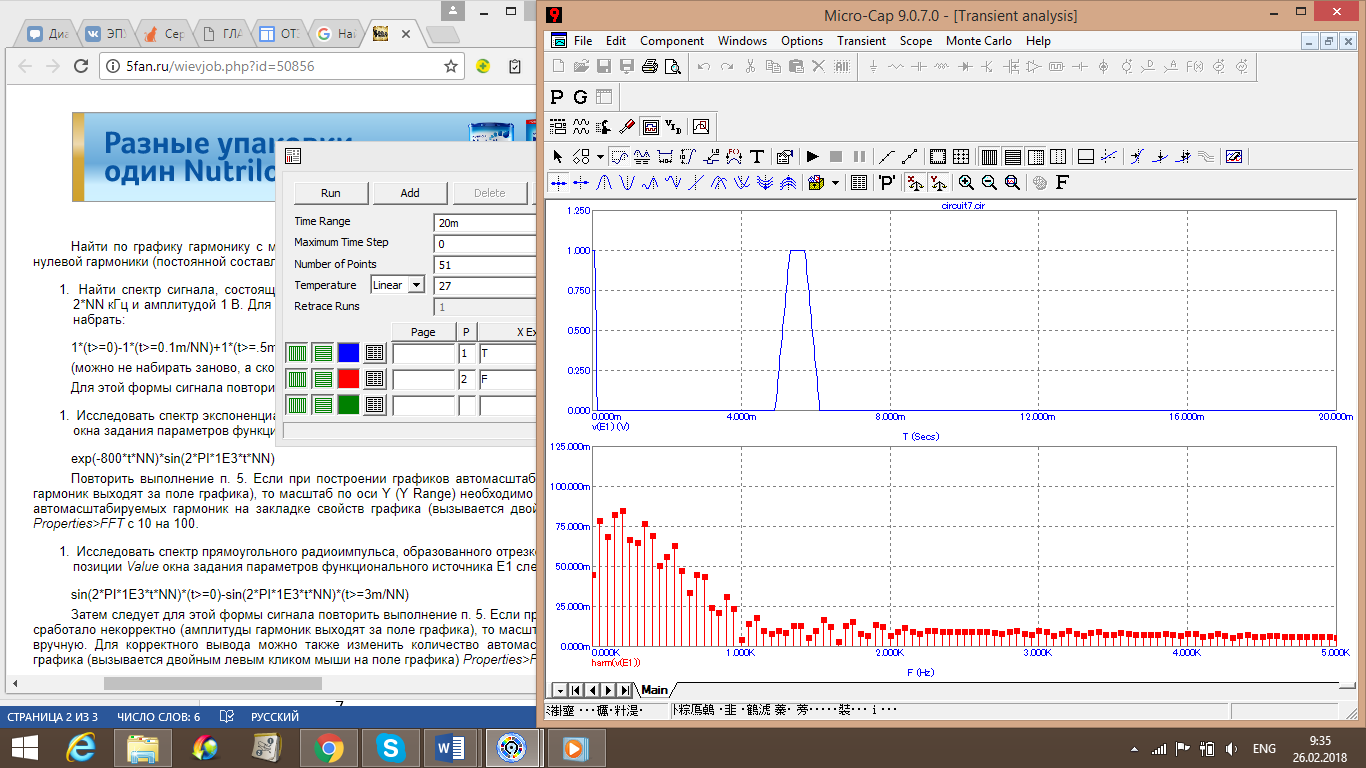 Диа
ЭПЗ
Сер
ГЛА
ОТЗ
Най
5fan.ru/wievjob.php?id=50856
Разные упаковки
один Nutrilo
Найти по графику гармонику с м
нулевой гармоники (постоянной составл
1. Найти спектр сигнала, состоящ
2*NN кГц и амплитудой 1 В. Для
набрать:
1*(t>=0)-1*(t>=0.1m/NN)+1*(t>=.5m
(можно не набирать заново, а ско
Для этой формы сигнала повтори
1. Исследовать спектр экспоненциа
окна задания параметров функци
exp(-800*t*NN)*sin(2*PI*1E3*t*NN)
Повторить выполнение п. 5. Если при построении графиков автомасштаб
гармоник выходят за поле графика), то масштаб по оси Y (Y Range) необходимо
автомасштабируемых гармоник на закладке свойств графика (вызывается двой
Properties>FFT с 10 на 100.
1. Исследовать спектр прямоугольного радиоимпульса, образованного отрезко
позиции Value окна задания параметров функционального источника E1 сле
sin(2*PI*1E3*t*NN)*(t>=0)-sin(2*PI*1E3*t*NN)*(t>=3m/NN)
Затем следует для этой формы сигнала повторить выполнение п. 5. Если пр
сработало некорректно (амплитуды гармоник выходят за поле графика), то масшт
вручную. Для корректного вывода можно также изменить количество автомас
графика (вызывается двойным левым кликом мыши на поле графика) Properties>F
Run
Add
Delete
Time Range
20m
Maximum Time Step
0
Number of Points
51
Temperature
Linear
27
Retrace Runs
1
Page
P
X Ex
1
T
2
F
СТРАНИЦА 2 ИЗ 3
ЧИСЛО СЛОВ: 6
РУССКИЙ
Micro-Cap 9.0.7.0 - [Transient analysis]
File Edit Component Windows Options Transient Scope Monte Carlo Help
P G
circuit7.cir
1.250
1.000
0.750
0.500
0.250
0.000
0.000m 4.000m 8.000m 12.000m 16.000m 20.000m
v(E1) (V)
T (Secs)
125.000m
100.000m
75.000m
50.000m
25.000m
0.000m
0.000K 1.000K 2.000K 3.000K 4.000K 5.000K
harm(v(E1))
F (Hz)
Main
ENG
9:35
26.02.2018